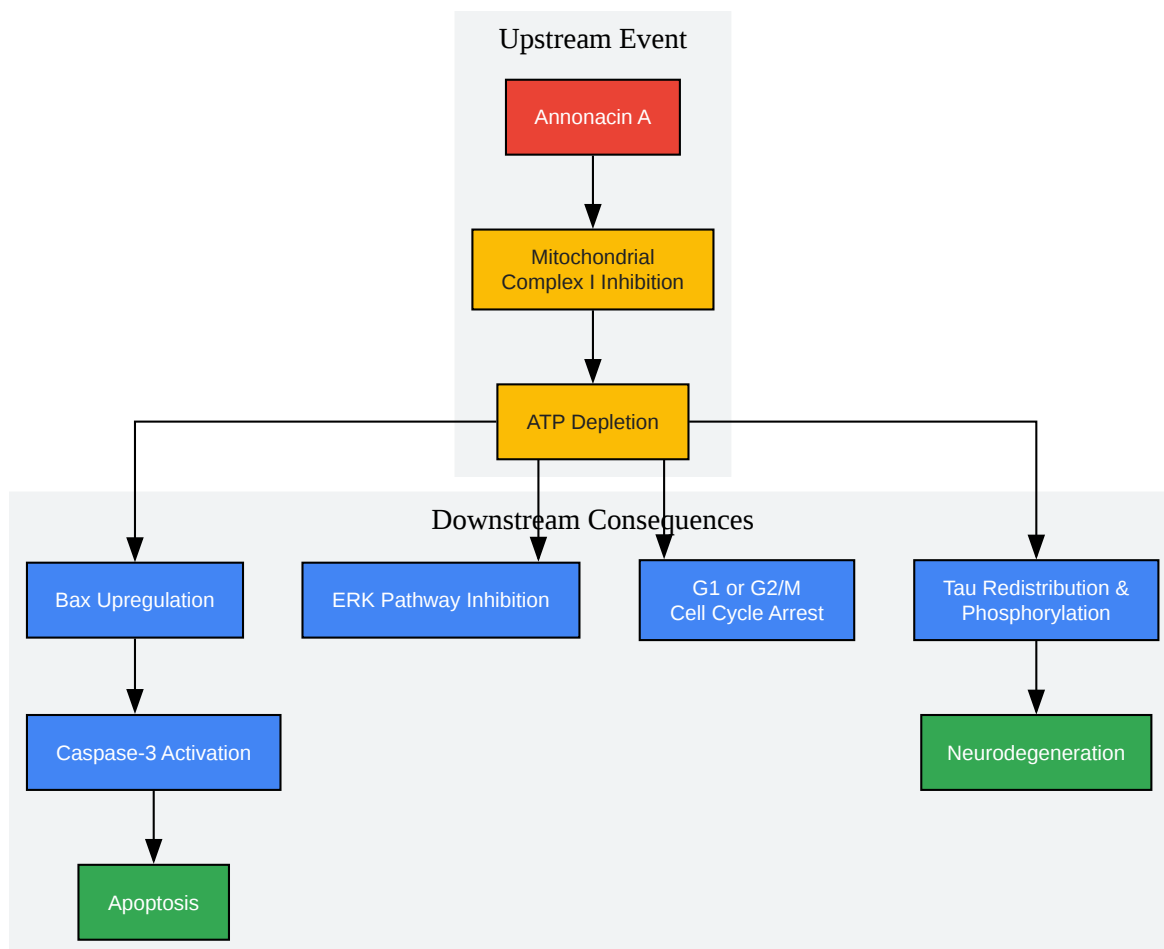 Upstream Event
Annonacin A
Mitochondrial
Complex I Inhibition
ATP Depletion
Downstream Consequences
Bax Upregulation
ERK Pathway Inhibition
G1 or G2/M
Cell Cycle Arrest
Tau Redistribution &
Phosphorylation
Caspase-3 Activation
Neurodegeneration
Apoptosis